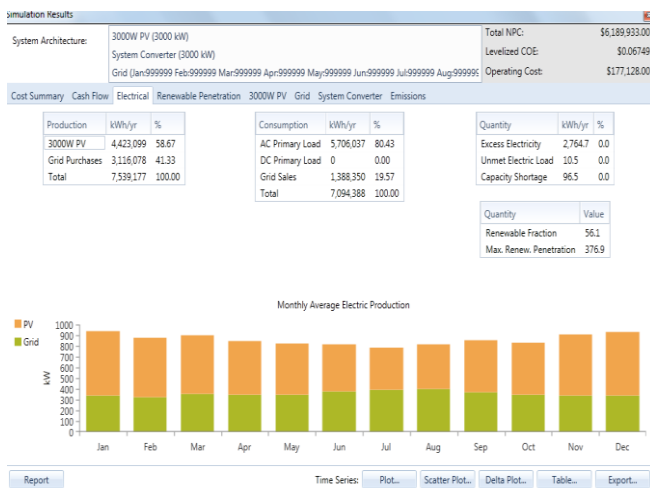 Simulation Results
System Architecture:
3000W PV (3000 kW)
System Converter (3000 kW)
Grid (Jan:999999 Feb:999999 Mar:999999 Apr:999999 May:999999 Jun:999999 Jul:999999 Aug:999999
Total NPC: $6,189,933.00
Levelized COE: $0.06749
Operating Cost: $177,128.00
Cost Summary Cash Flow Electrical Renewable Penetration 3000W PV Grid System Converter Emissions
Production kWh/yr %
3000W PV 4,423,099 58.67
Grid Purchases 3,116,078 41.33
Total 7,539,177 100.00
Consumption kWh/yr %
AC Primary Load 5,706,037 80.43
DC Primary Load 0 0.00
Grid Sales 1,388,350 19.57
Total 7,094,388 100.00
Quantity kWh/yr %
Excess Electricity 2,764.7 0.0
Unmet Electric Load 10.5 0.0
Capacity Shortage 96.5 0.0
Quantity Value
Renewable Fraction 56.1
Max. Renew. Penetration 376.9
Monthly Average Electric Production
PV
Grid
kW
1000
900
800
700
600
500
400
300
200
100
0
Jan Feb Mar Apr May Jun Jul Aug Sep Oct Nov Dec
Report Time Series: Plot... Scatter Plot... Delta Plot... Table... Export...